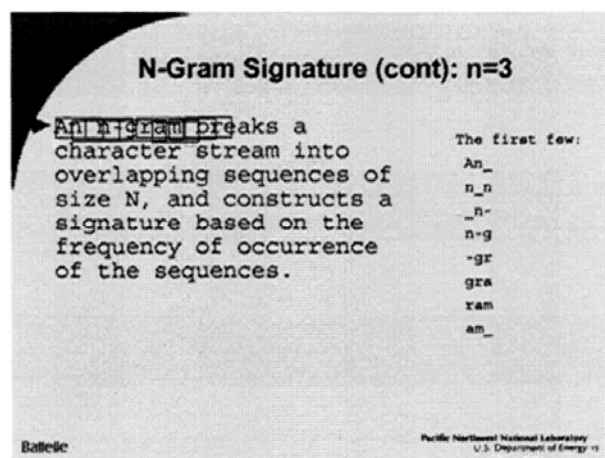 N-Gram Signature (cont): n=3
An n-gram breaks a
character stream into
overlapping sequences of
size N, and constructs a
signature based on the
frequency of occurrence
of the sequences.
The first few:
An_
n_n
_n-
n-g
-gr
gra
ram
am_
Battelle
Pacific Northwest National Laboratory
U.S. Department of Energy